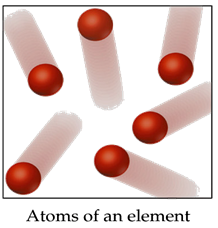 Atoms of an element